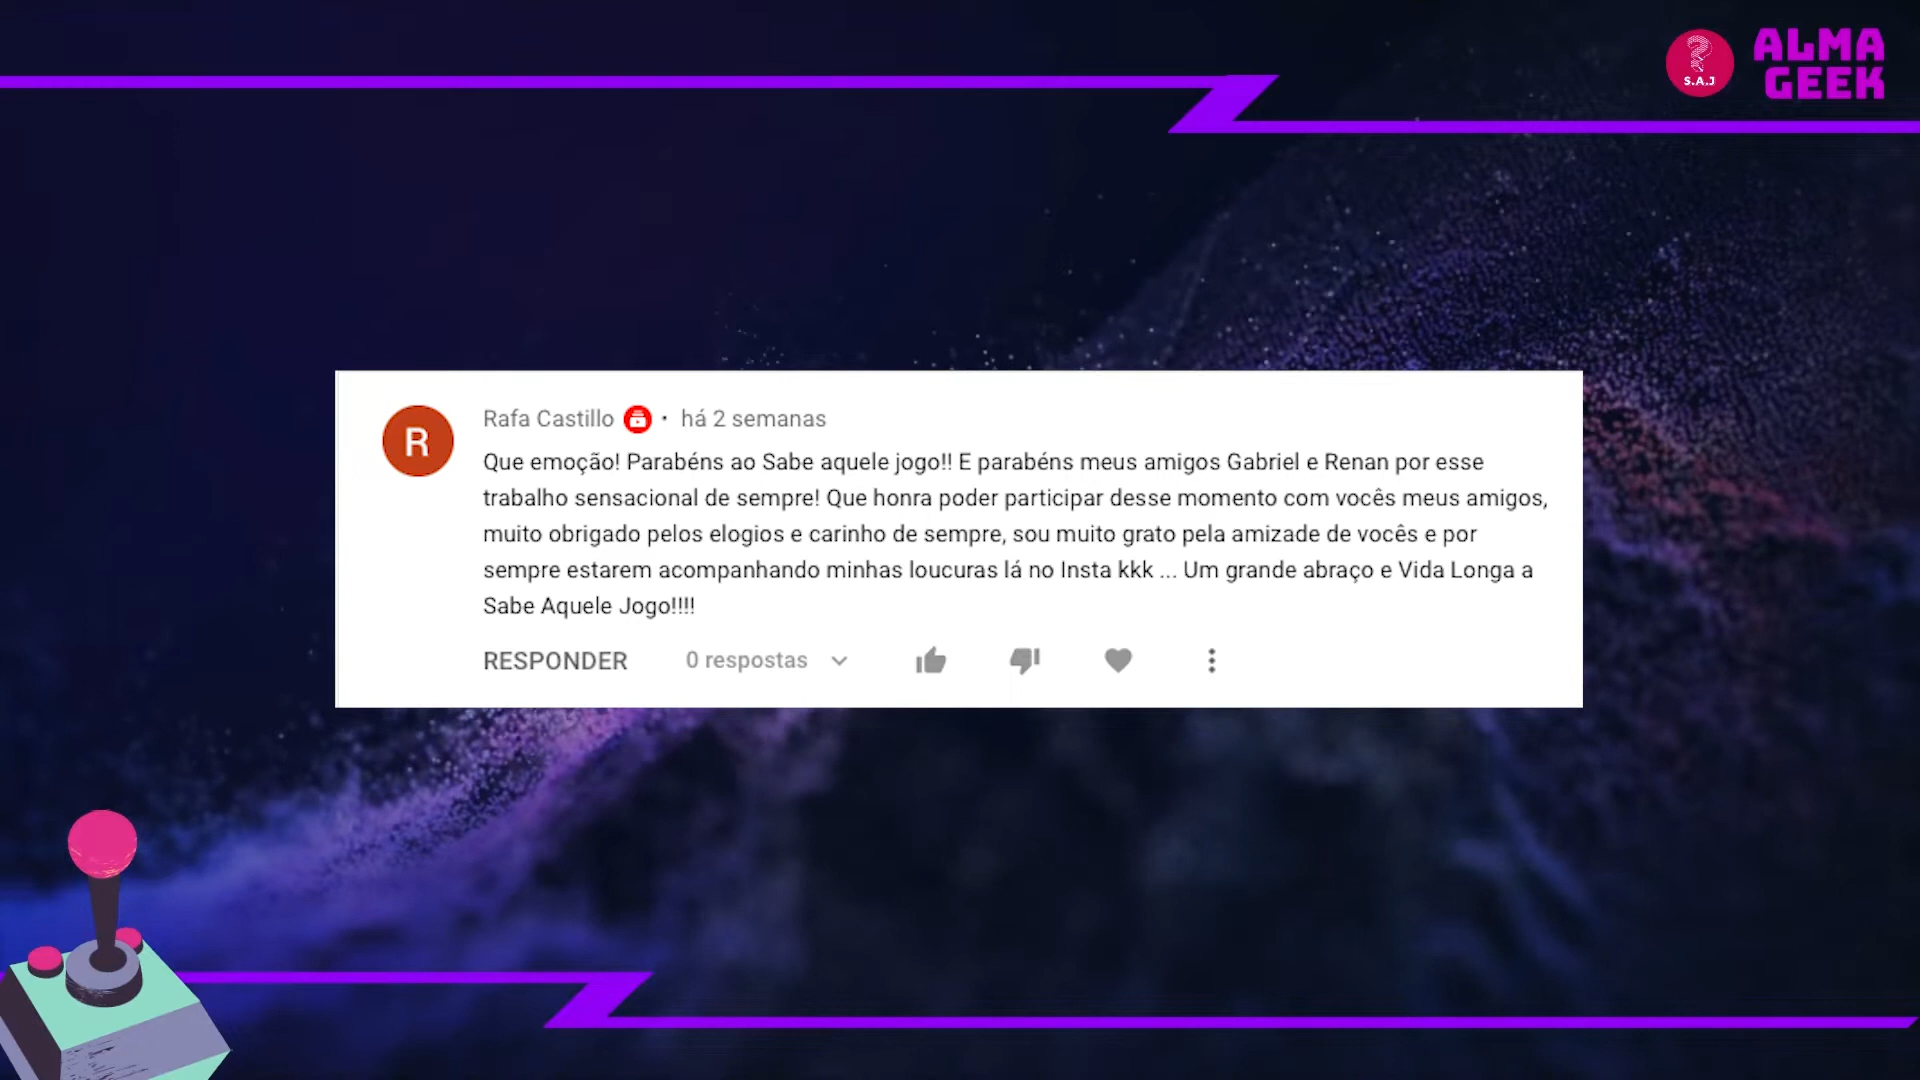 S.A.J
ALMA
GEEK
Rafa Castillo • há 2 semanas
R
Que emoção! Parabéns ao Sabe aquele jogo!! E parabéns meus amigos Gabriel e Renan por esse
trabalho sensacional de sempre! Que honra poder participar desse momento com vocês meus amigos,
muito obrigado pelos elogios e carinho de sempre, sou muito grato pela amizade de vocês e por
sempre estarem acompanhando minhas loucuras lá no Insta kkk ... Um grande abraço e Vida Longa a
Sabe Aquele Jogo!!!!
RESPONDER 0 respostas